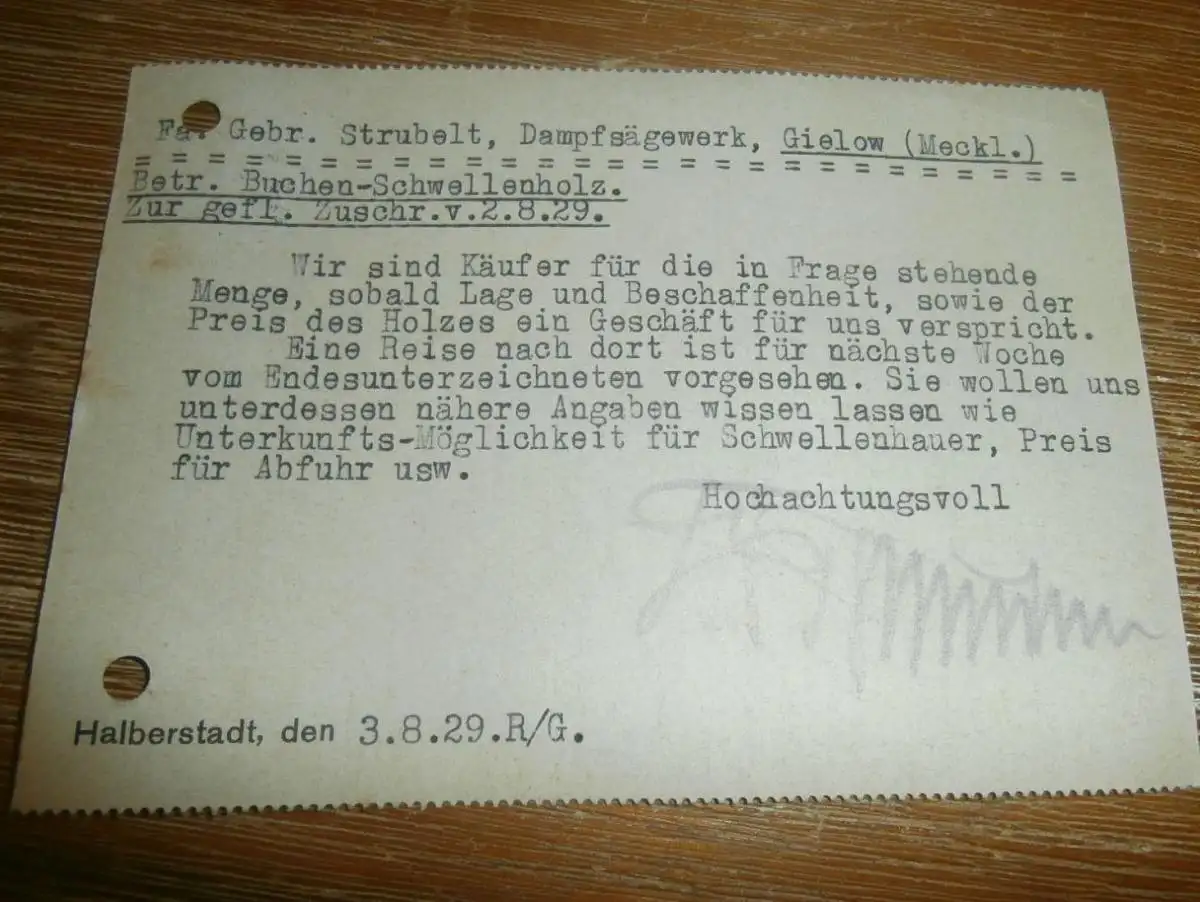 Fa. Gebr. Strubelt, Dampfsägewerk, Gielow (Meckl.)
= = = = = = = = = = = = = = = = = = = = = = = = = =
Betr. Buchen-Schwellenholz.
Zur gefl. Zuschr.v.2.8.29.
Wir sind Käufer für die in Frage stehende
Menge, sobald Lage und Beschaffenheit, sowie der
Preis des Holzes ein Geschäft für uns verspricht.
Eine Reise nach dort ist für nächste Woche
vom Endesunterzeichneten vorgesehen. Sie wollen uns
unterdessen nähere Angaben wissen lassen wie
Unterkunfts-Möglichkeit für Schwellenhauer, Preis
für Abfuhr usw.
Hochachtungsvoll
Halberstadt, den 3.8.29.R/G.